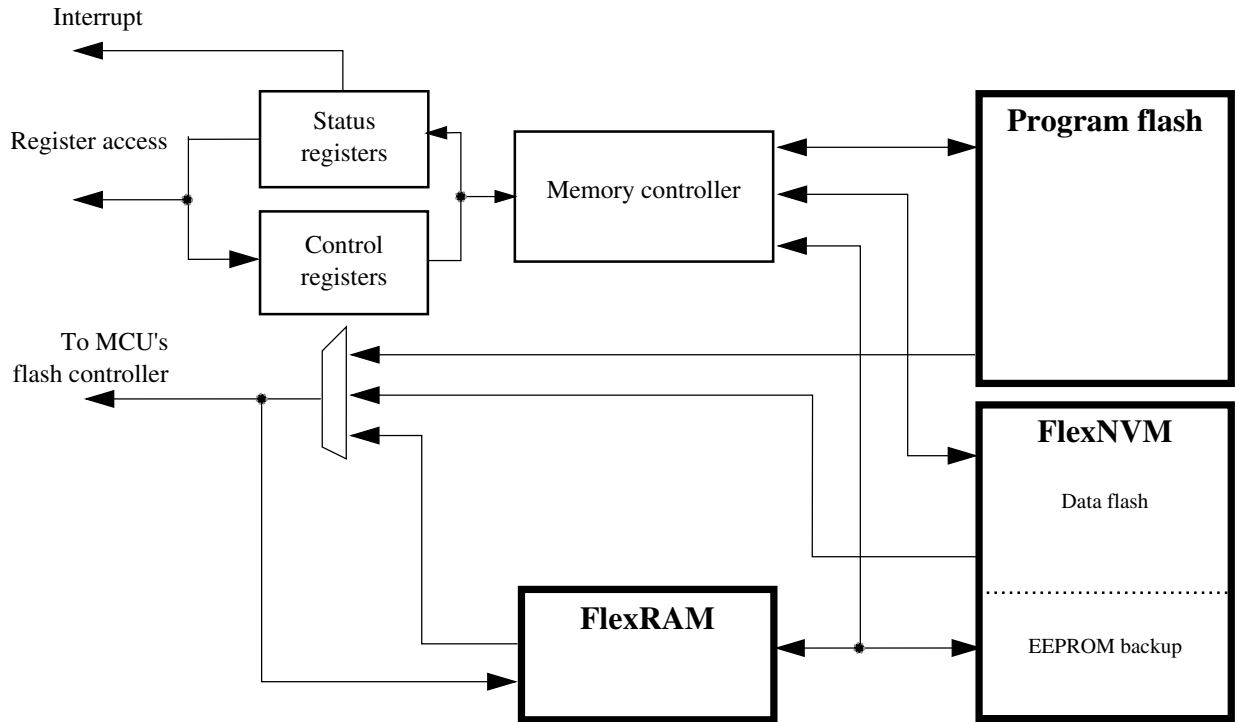 Interrupt
Register access
Status
registers
Control
registers
Memory controller
Program flash
To MCU's
flash controller
FlexNVM
Data flash
EEPROM backup
FlexRAM